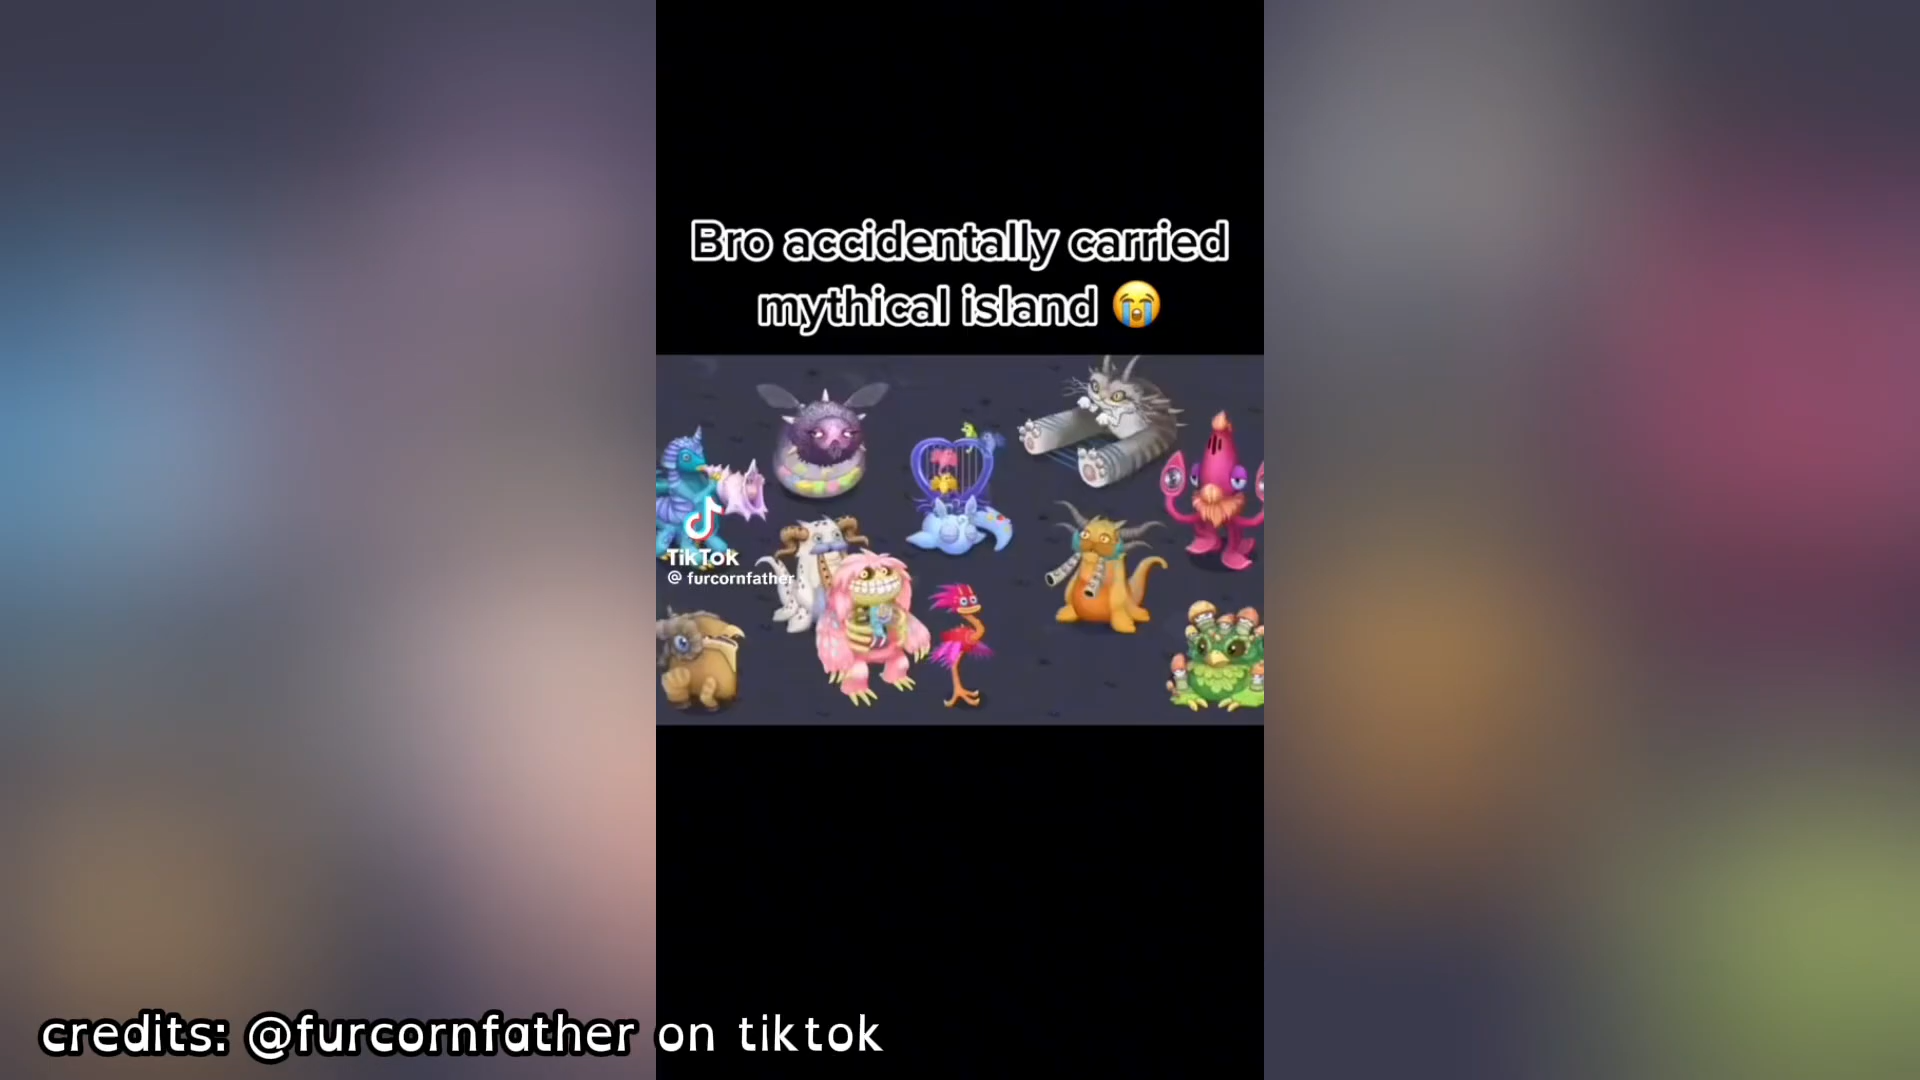 Bro accidentally carried
mythical island 😭
TikTok
@ furcornfather
credits: @furcornfather on tiktok